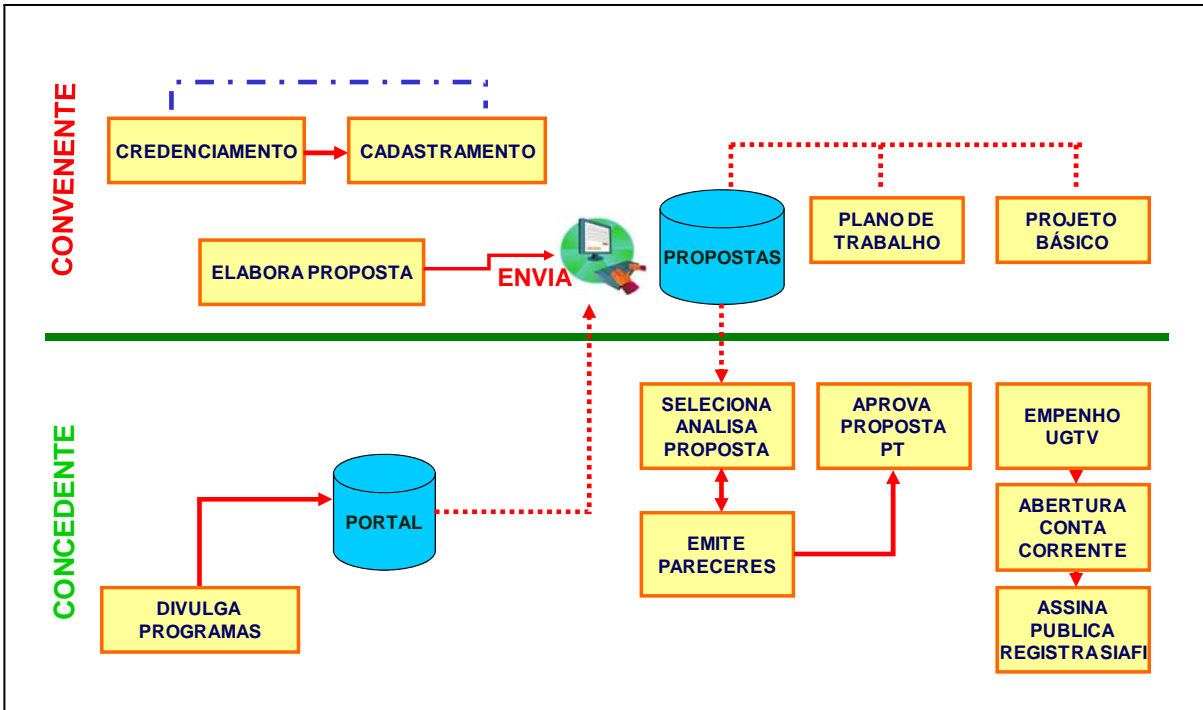 CONVENENTE
CREDENCIAMENTO
CADASTRAMENTO
ELABORA PROPOSTA
ENVIA
PROPOSTAS
PLANO DE
TRABALHO
PROJETO
BÁSICO
CONCEDENTE
DIVULGA
PROGRAMAS
PORTAL
SELECIONA
ANALISA
PROPOSTA
EMITE
PARECERES
APROVA
PROPOSTA
PT
EMPENHO
UGTV
ABERTURA
CONTA
CORRENTE
ASSINA
PUBLICA
REGISTRA SIAFI